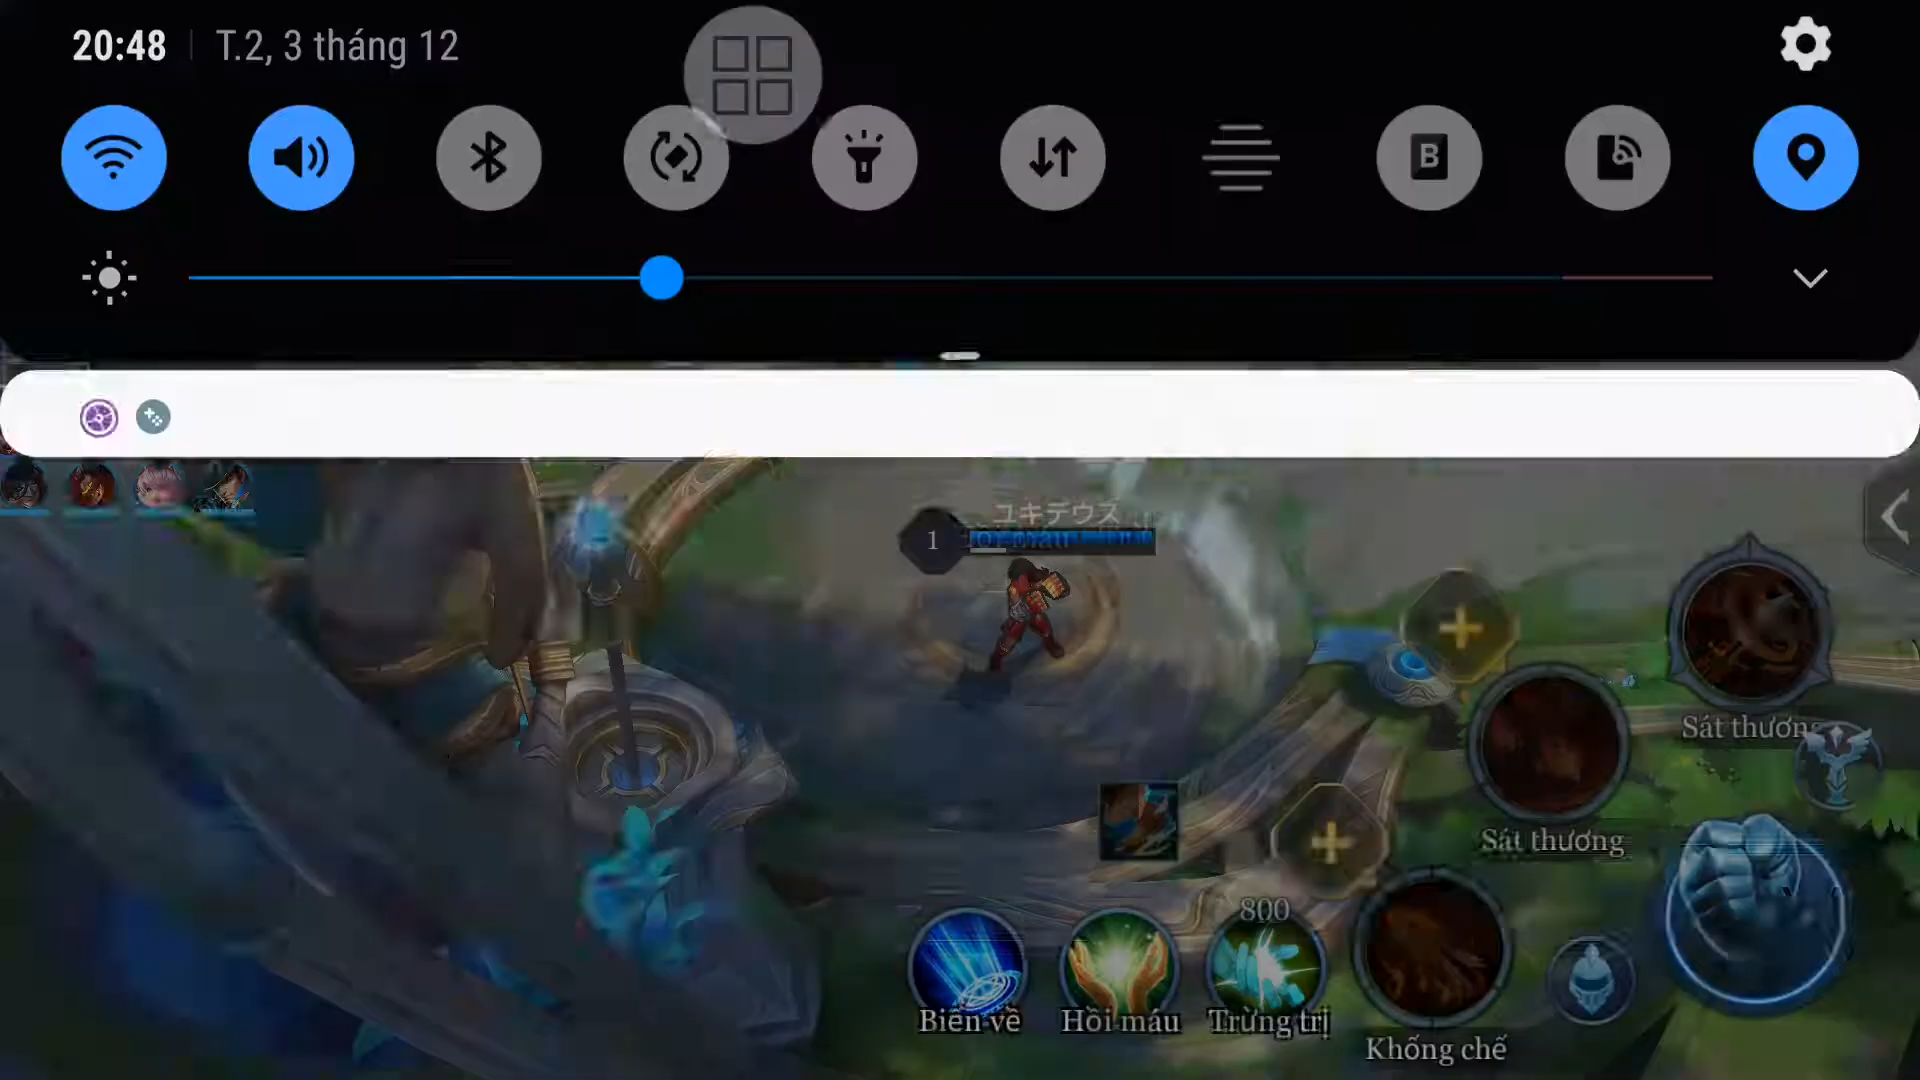 20:48 T.2, 3 tháng 12
B
ユキデウス
1
Sát thương
Sát thương
800
Biến về Hồi máu Trừng trị
Khống chế